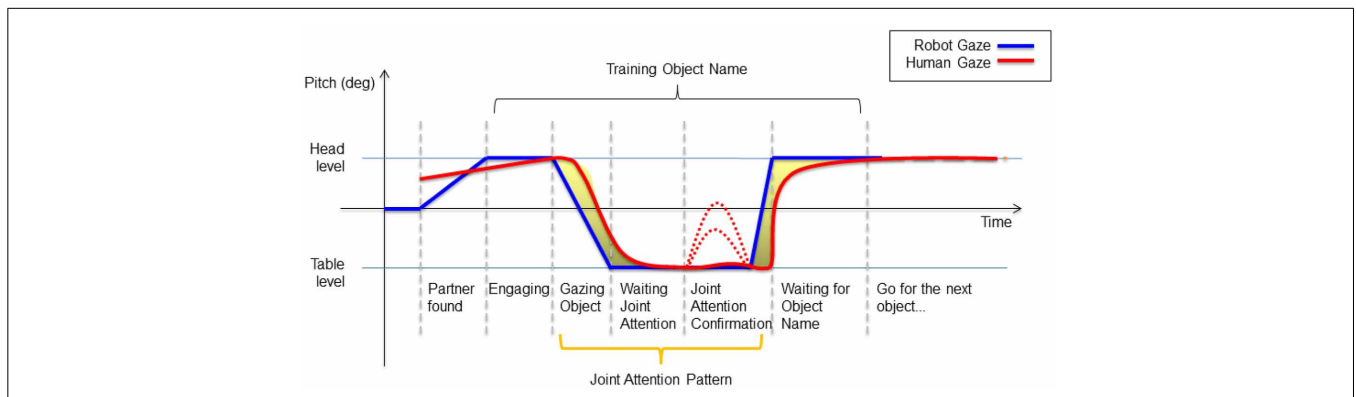 Robot Gaze
Human Gaze
Training Object Name
Pitch (deg)
Head
level
Time
Table
level
Partner
found
Engaging
Gazing
Object
Waiting
Joint
Attention
Joint
Attention
Confirmation
Waiting for
Object
Name
Go for the next
object...
Joint Attention Pattern